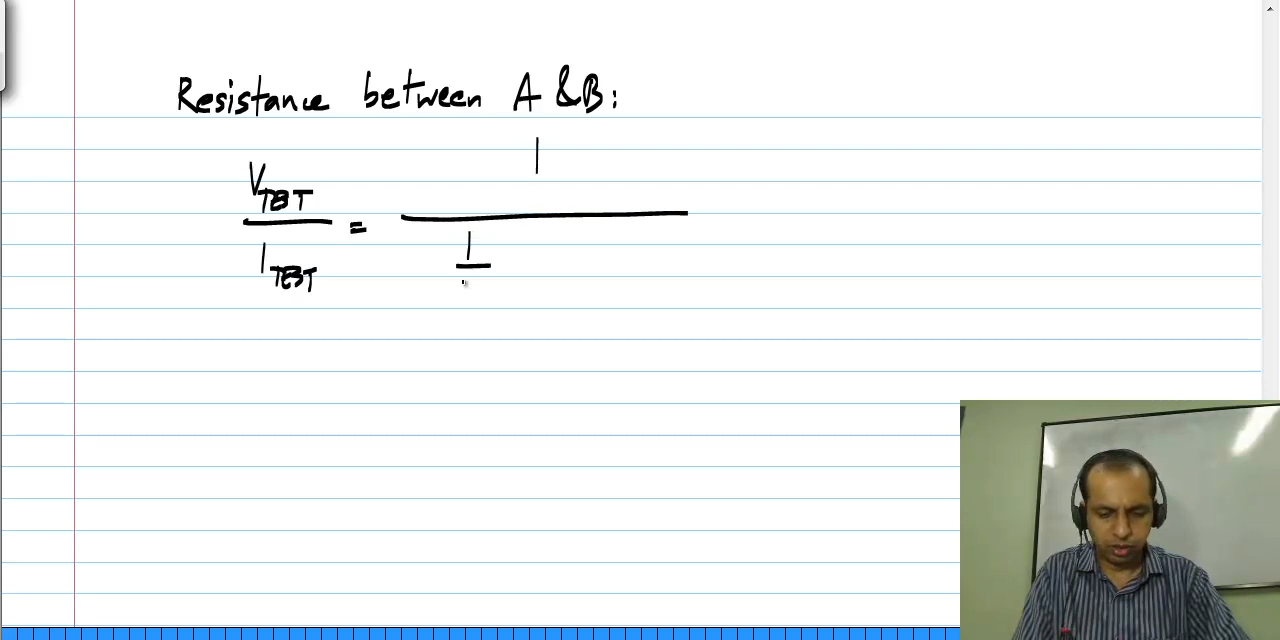 Resistance between A & B:
1
V_TEST
=
I_TEST
1